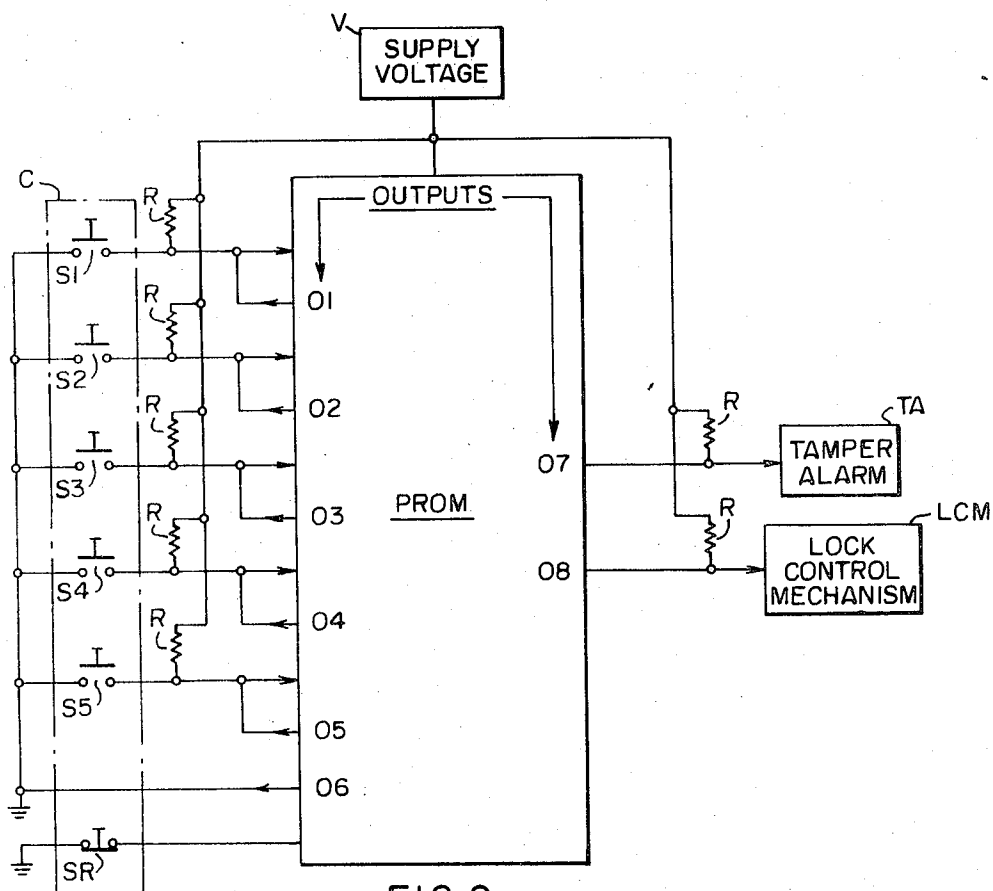 V
SUPPLY
VOLTAGE
C
R
OUTPUTS
S1
O1
R
S2
O2
R
R
TA
S3
O7
TAMPER
ALARM
O3
PROM
R
R
LCM
S4
O8
LOCK
CONTROL
MECHANISM
R
O4
S5
O5
O6
SR